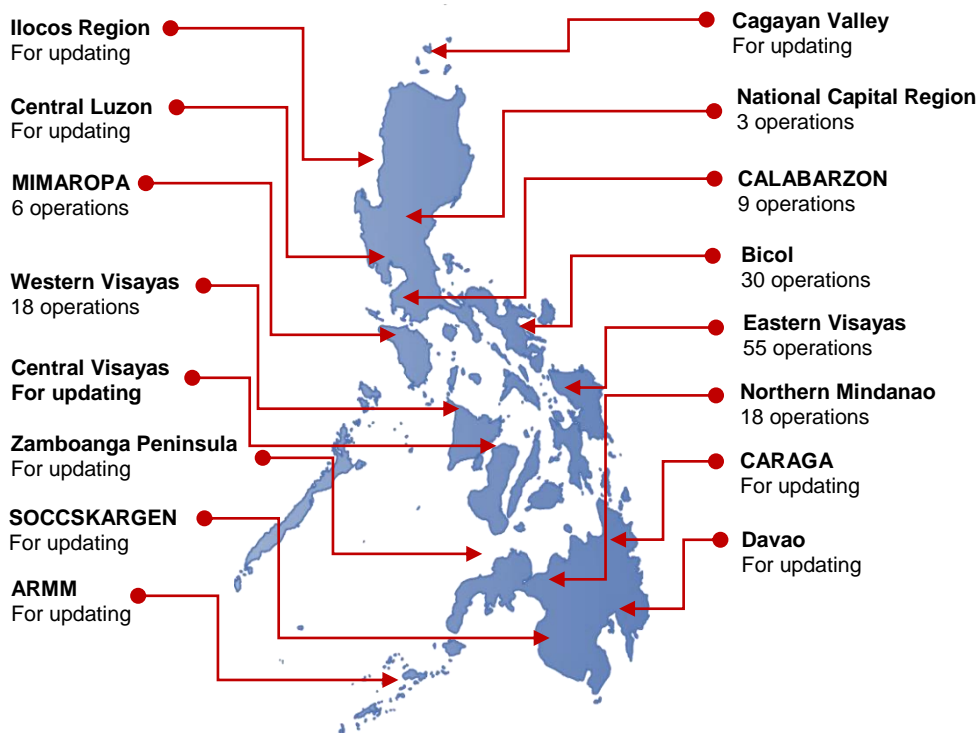 Ilocos Region
For updating
Central Luzon
For updating
MIMAROPA
6 operations
Western Visayas
18 operations
Central Visayas
For updating
Zamboanga Peninsula
For updating
SOCCSKARGEN
For updating
ARMM
For updating
Cagayan Valley
For updating
National Capital Region
3 operations
CALABARZON
9 operations
Bicol
30 operations
Eastern Visayas
55 operations
Northern Mindanao
18 operations
CARAGA
For updating
Davao
For updating